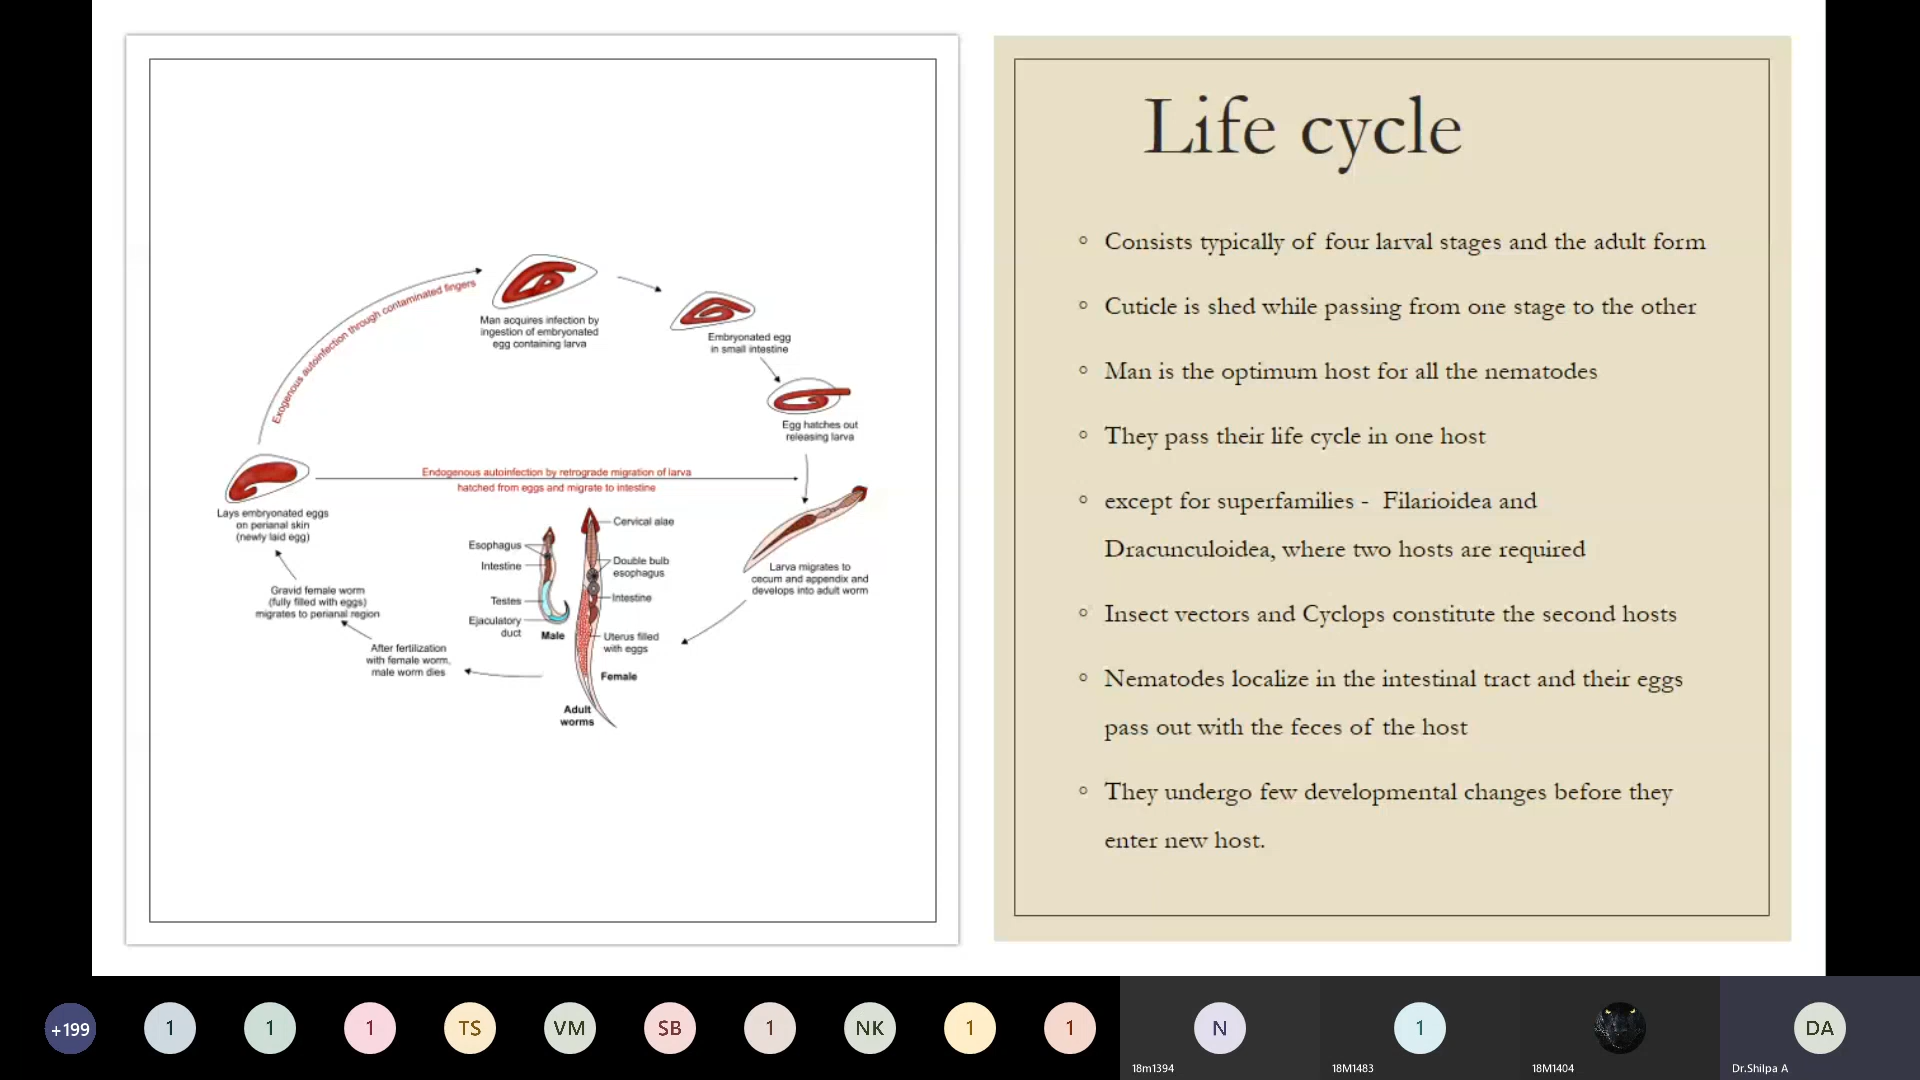 Exogenous autoinfection through contaminated fingers
Man acquires infection by
ingestion of embryonated
egg containing larva
Embryonated egg
in small intestine
Egg hatches out
releasing larva
Endogenous autoinfection by retrograde migration of larva
hatched from eggs and migrate to intestine
Lays embryonated eggs
on perianal skin
(newly laid egg)
Gravid female worm
(fully filled with eggs)
migrates to perianal region
After fertilization
with female worm,
male worm dies
Esophagus
Intestine
Testes
Ejaculatory
duct
Male
Cervical alae
Double bulb
esophagus
Intestine
Uterus filled
with eggs
Female
Adult
worms
Larva migrates to
cecum and appendix and
develops into adult worm
Life cycle
◦ Consists typically of four larval stages and the adult form
◦ Cuticle is shed while passing from one stage to the other
◦ Man is the optimum host for all the nematodes
◦ They pass their life cycle in one host
◦ except for superfamilies - Filarioidea and
Dracunculoidea, where two hosts are required
◦ Insect vectors and Cyclops constitute the second hosts
◦ Nematodes localize in the intestinal tract and their eggs
pass out with the feces of the host
◦ They undergo few developmental changes before they
enter new host.
+199
1
1
1
TS
VM
SB
1
NK
1
1
N
18m1394
1
18M1483
18M1404
DA
Dr.Shilpa A